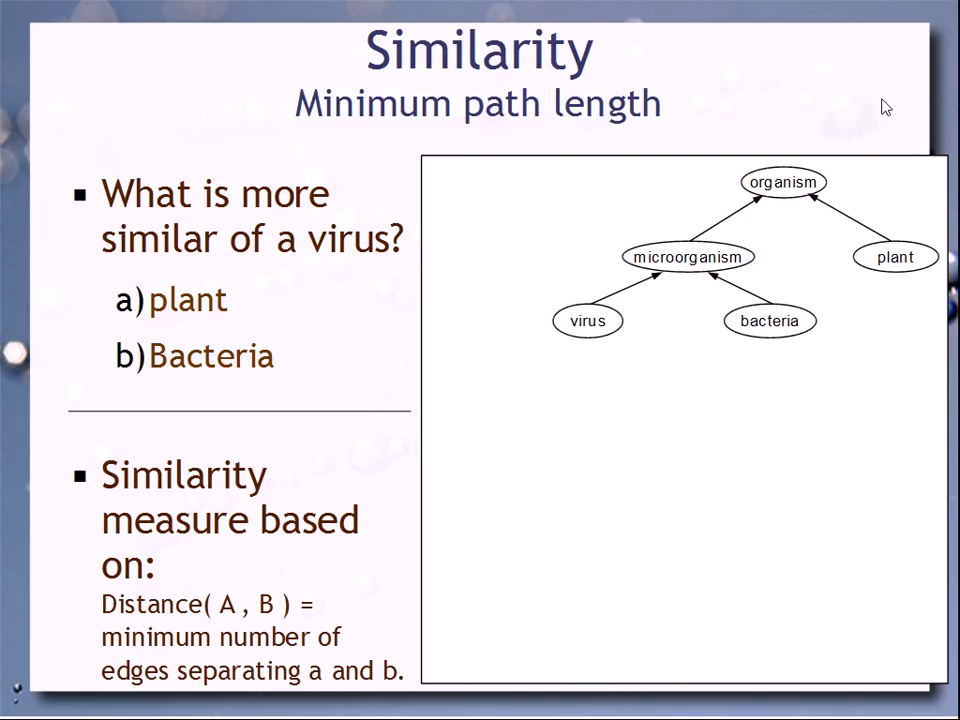 Similarity
Minimum path length
▪ What is more
similar of a virus?
a) plant
b) Bacteria
▪ Similarity
measure based
on:
Distance( A , B ) =
minimum number of
edges separating a and b.
organism
microorganism
plant
virus
bacteria